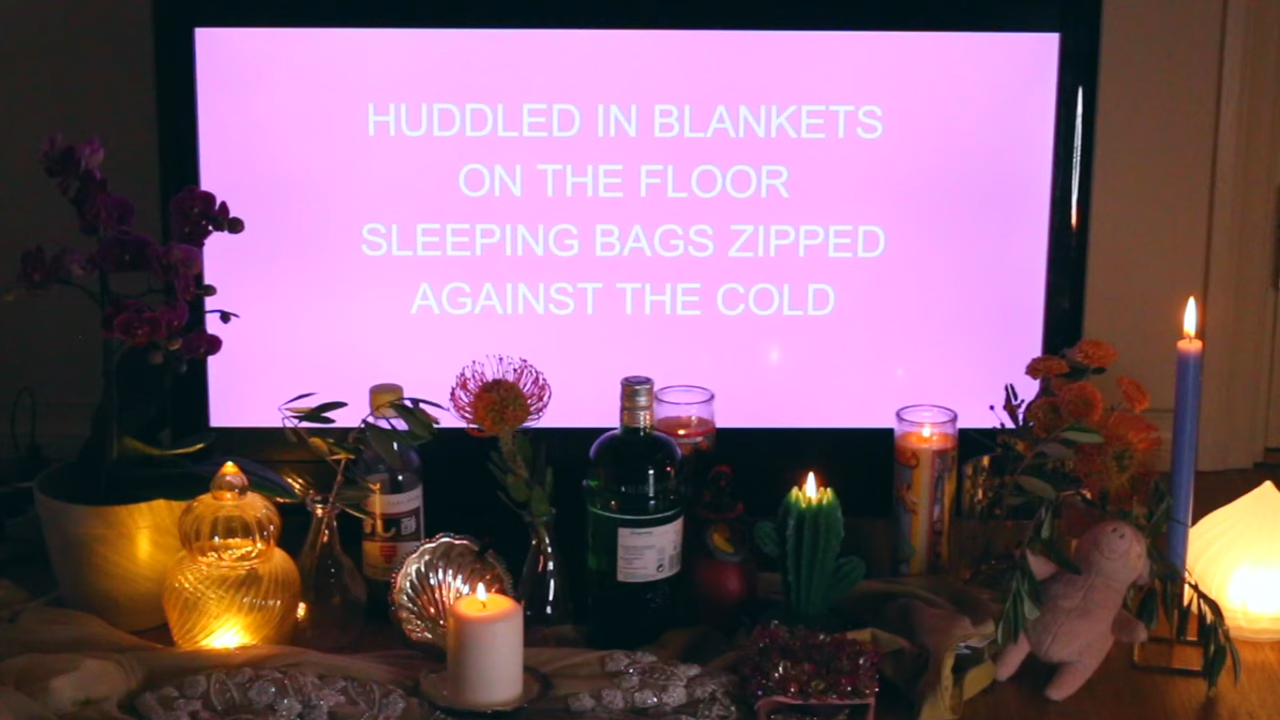 HUDDLED IN BLANKETS
ON THE FLOOR
SLEEPING BAGS ZIPPED
AGAINST THE COLD